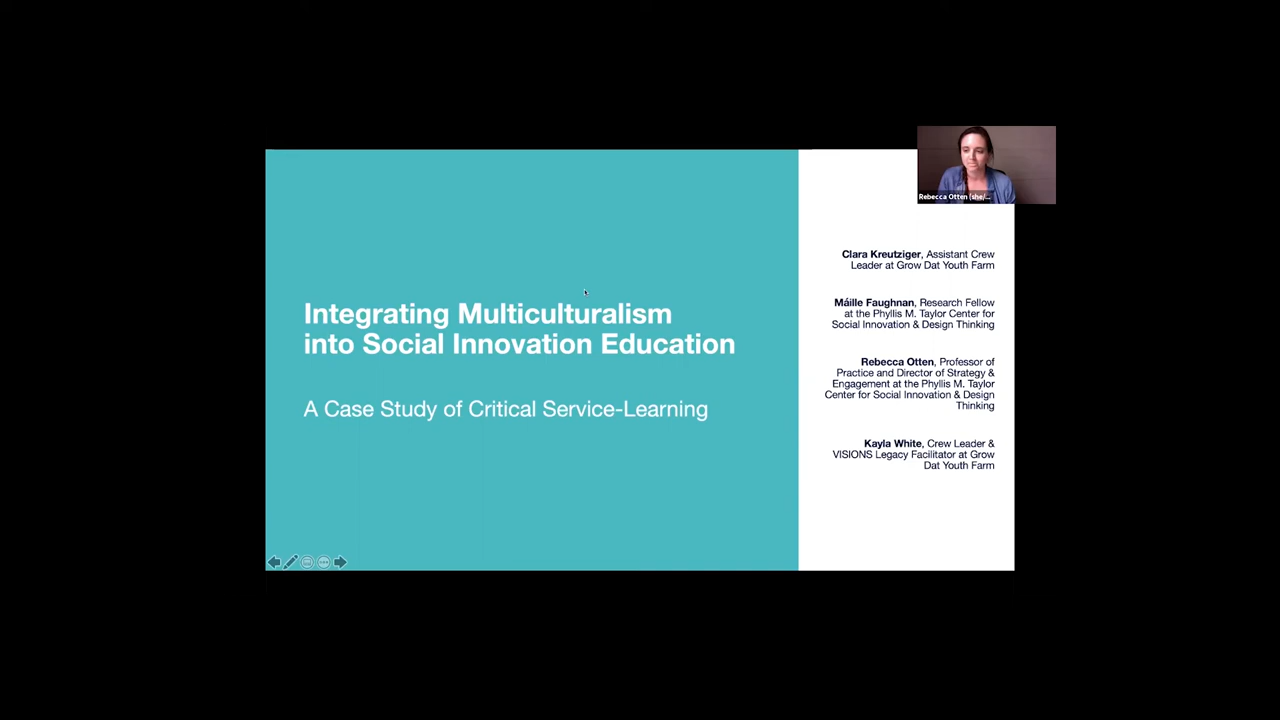 Rebecca Otten (she/...
Integrating Multiculturalism
into Social Innovation Education
A Case Study of Critical Service-Learning
Clara Kreutziger, Assistant Crew
Leader at Grow Dat Youth Farm
Máille Faughnan, Research Fellow
at the Phyllis M. Taylor Center for
Social Innovation & Design Thinking
Rebecca Otten, Professor of
Practice and Director of Strategy &
Engagement at the Phyllis M. Taylor
Center for Social Innovation & Design
Thinking
Kayla White, Crew Leader &
VISIONS Legacy Facilitator at Grow
Dat Youth Farm